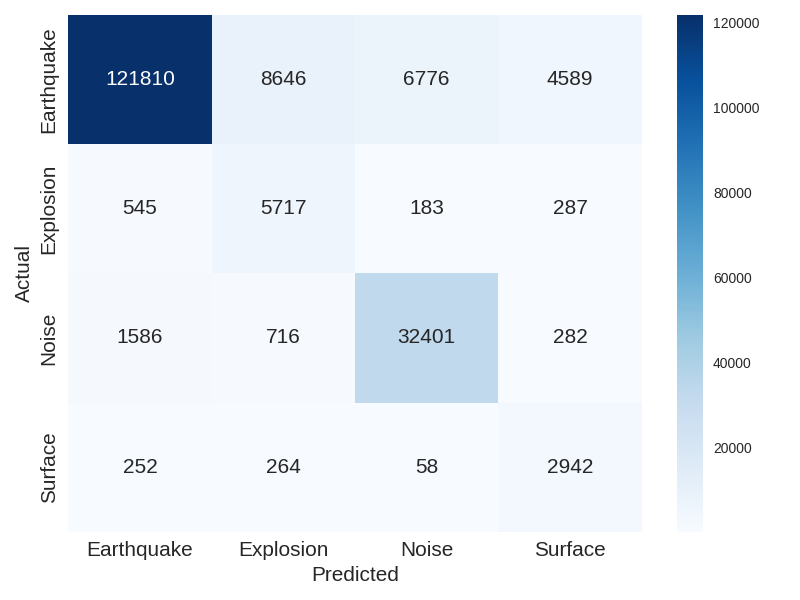 Actual
Earthquake
121810 8646 6776 4589
Explosion
545 5717 183 287
Noise
1586 716 32401 282
Surface
252 264 58 2942
Earthquake Explosion Noise Surface
Predicted
120000
100000
80000
60000
40000
20000